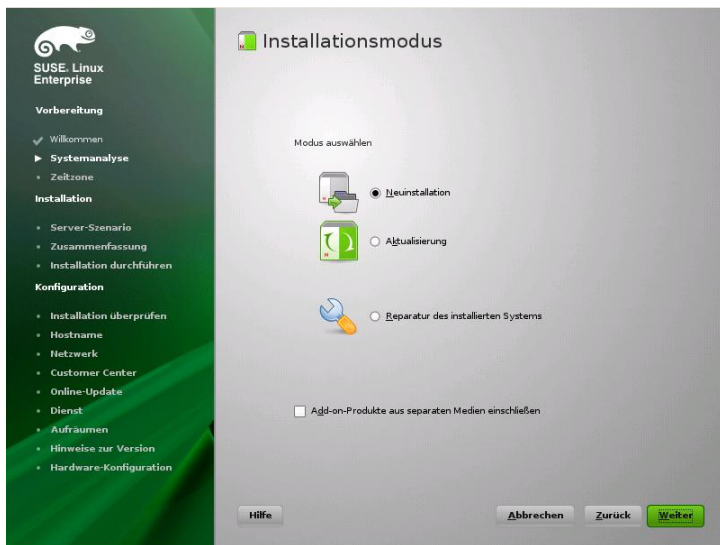 SUSE. Linux
Enterprise
Vorbereitung
Willkommen
Systemanalyse
Zeitzone
Installation
Server-Szenario
Zusammenfassung
Installation durchführen
Konfiguration
Installation überprüfen
Hostname
Netzwerk
Customer Center
Online-Update
Dienst
Aufräumen
Hinweise zur Version
Hardware-Konfiguration
Installationsmodus
Modus auswählen
Neuinstallation
Aktualisierung
Reparatur des installierten Systems
Add-on-Produkte aus separaten Medien einschließen
Hilfe
Abbrechen
Zurück
Weiter